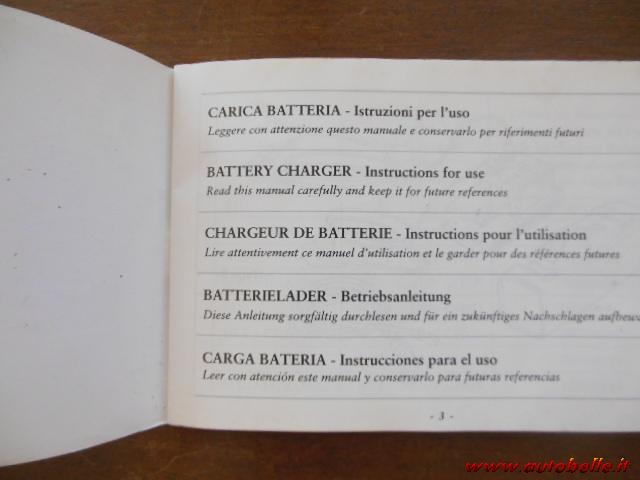 CARICA BATTERIA - Istruzioni per l'uso
Leggere con attenzione questo manuale e conservarlo per riferimenti futuri
BATTERY CHARGER - Instructions for use
Read this manual carefully and keep it for future references
CHARGEUR DE BATTERIE - Instructions pour l'utilisation
Lire attentivement ce manuel d'utilisation et le garder pour des références futures
BATTERIELADER - Betriebsanleitung
Diese Anleitung sorgfältig durchlesen und für ein zukünftiges Nachschlagen aufbewa
CARGA BATERIA - Instrucciones para el uso
Leer con atención este manual y conservarlo para futuras referencias
- 3 -
www.autobelle.it